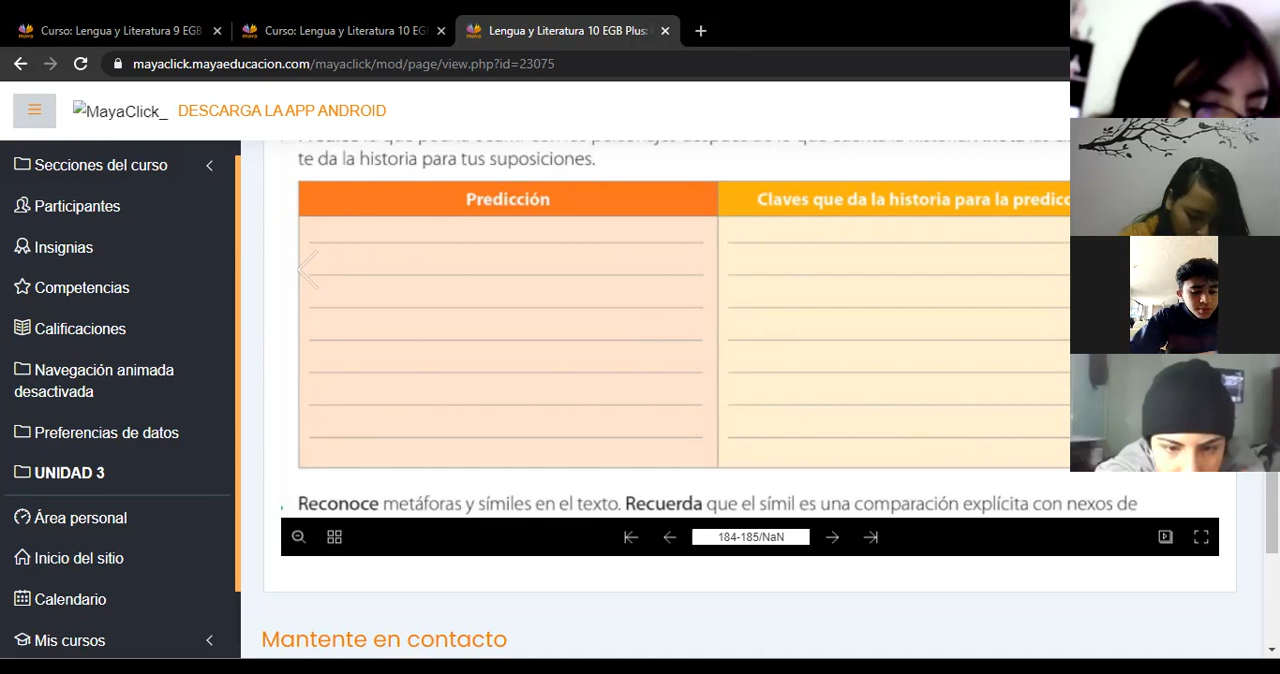 Curso: Lengua y Literatura 9 EGB
Curso: Lengua y Literatura 10 EG
Lengua y Literatura 10 EGB Plus:
mayaclick.mayaeducacion.com/mayaclick/mod/page/view.php?id=23075
MayaClick_
DESCARGA LA APP ANDROID
Secciones del curso
Participantes
Insignias
Competencias
Calificaciones
Navegación animada
desactivada
Preferencias de datos
UNIDAD 3
Área personal
Inicio del sitio
Calendario
Mis cursos
te da la historia para tus suposiciones.
Predicción
Claves que da la historia para la predicc
Reconoce metáforas y símiles en el texto. Recuerda que el símil es una comparación explícita con nexos de
184-185/NaN
Mantente en contacto